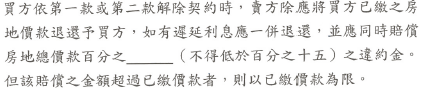 買方依第一款或第二款解除契約時，賣方除應將買方已繳之房
地價款退還予買方，如有遲延利息應一併退還，並應同時賠償
房地總價款百分之______（不得低於百分之十五）之違約金。
但該賠償之金額超過已繳價款者，則以已繳價款為限。